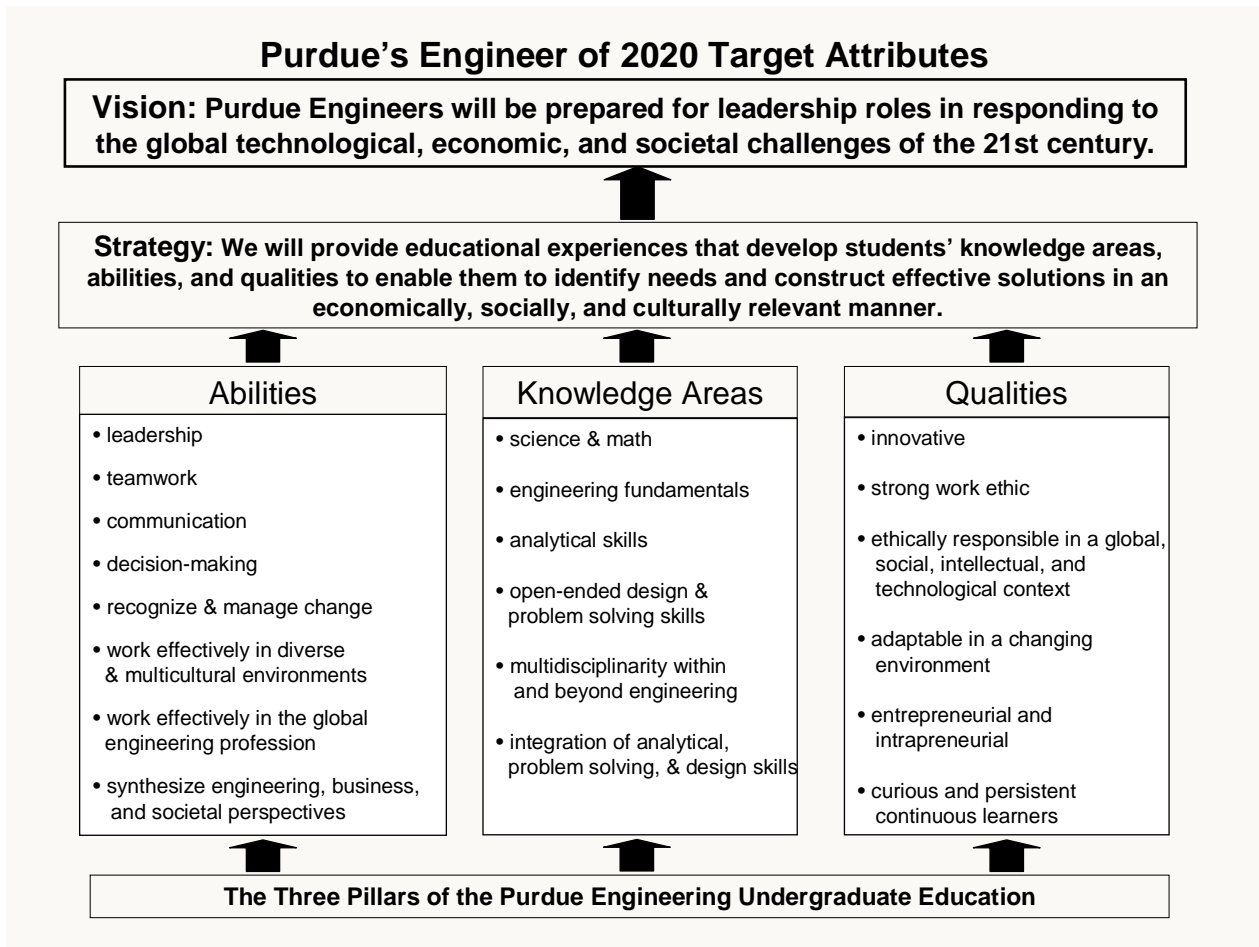 Purdue’s Engineer of 2020 Target Attributes
Vision: Purdue Engineers will be prepared for leadership roles in responding to
the global technological, economic, and societal challenges of the 21st century.
Strategy: We will provide educational experiences that develop students’ knowledge areas,
abilities, and qualities to enable them to identify needs and construct effective solutions in an
economically, socially, and culturally relevant manner.
Abilities
• leadership
• teamwork
• communication
• decision-making
• recognize & manage change
• work effectively in diverse
& multicultural environments
• work effectively in the global
engineering profession
• synthesize engineering, business,
and societal perspectives
Knowledge Areas
• science & math
• engineering fundamentals
• analytical skills
• open-ended design &
problem solving skills
• multidisciplinarity within
and beyond engineering
• integration of analytical,
problem solving, & design skills
Qualities
• innovative
• strong work ethic
• ethically responsible in a global,
social, intellectual, and
technological context
• adaptable in a changing
environment
• entrepreneurial and
intrapreneurial
• curious and persistent
continuous learners
The Three Pillars of the Purdue Engineering Undergraduate Education